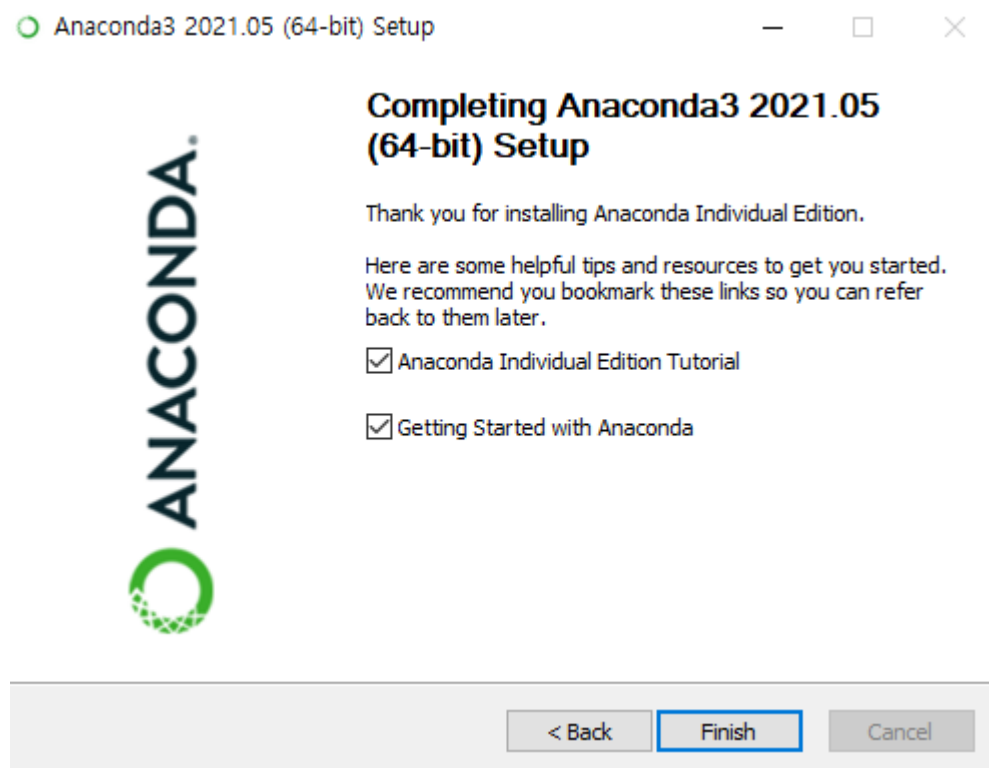 Anaconda3 2021.05 (64-bit) Setup
ANACONDA.
Completing Anaconda3 2021.05
(64-bit) Setup
Thank you for installing Anaconda Individual Edition.
Here are some helpful tips and resources to get you started.
We recommend you bookmark these links so you can refer
back to them later.
Anaconda Individual Edition Tutorial
Getting Started with Anaconda
< Back
Finish
Cancel